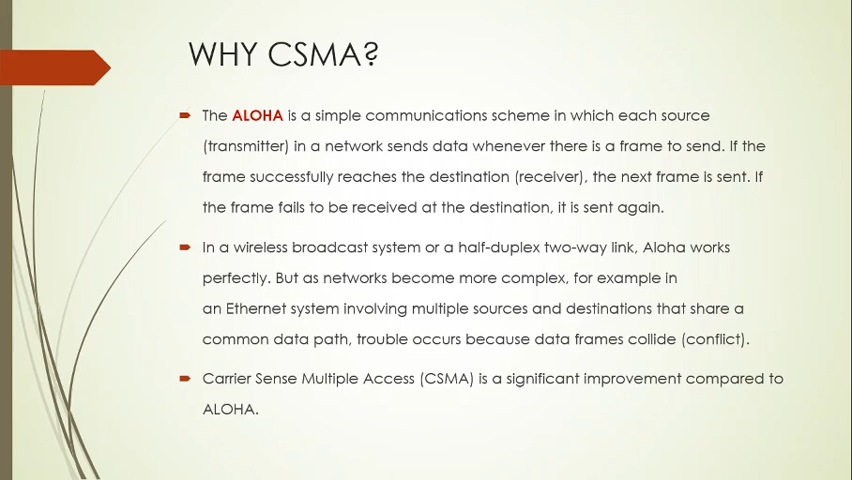 WHY CSMA?
The ALOHA is a simple communications scheme in which each source
(transmitter) in a network sends data whenever there is a frame to send. If the
frame successfully reaches the destination (receiver), the next frame is sent. If
the frame fails to be received at the destination, it is sent again.
In a wireless broadcast system or a half-duplex two-way link, Aloha works
perfectly. But as networks become more complex, for example in
an Ethernet system involving multiple sources and destinations that share a
common data path, trouble occurs because data frames collide (conflict).
Carrier Sense Multiple Access (CSMA) is a significant improvement compared to
ALOHA.